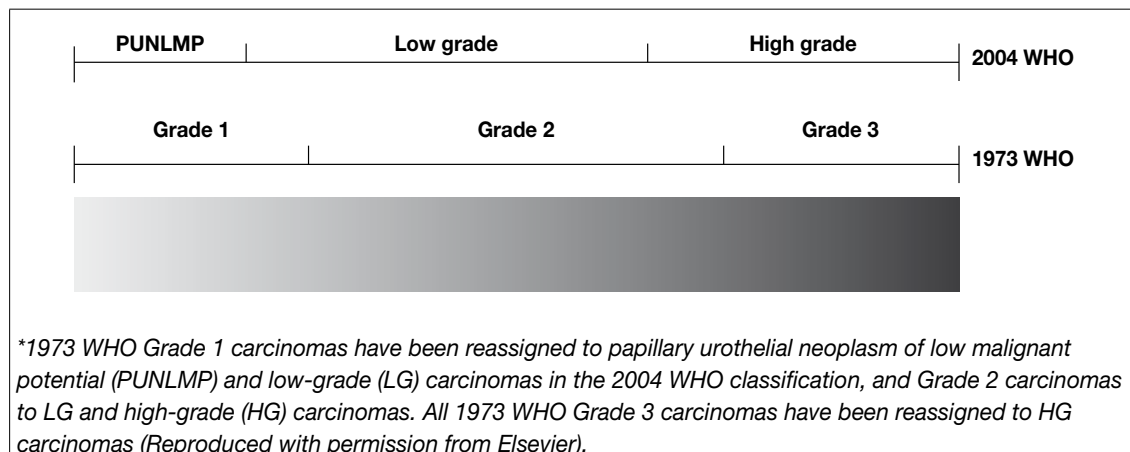 PUNLMP Low grade High grade 2004 WHO
Grade 1 Grade 2 Grade 3 1973 WHO
*1973 WHO Grade 1 carcinomas have been reassigned to papillary urothelial neoplasm of low malignant
potential (PUNLMP) and low-grade (LG) carcinomas in the 2004 WHO classification, and Grade 2 carcinomas
to LG and high-grade (HG) carcinomas. All 1973 WHO Grade 3 carcinomas have been reassigned to HG
carcinomas (Reproduced with permission from Elsevier).